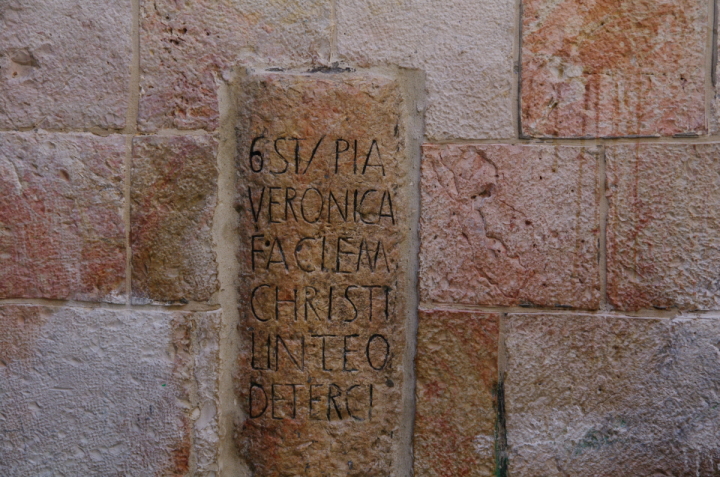 6 ST/ PIA
VERONICA
FACIEM
CHRISTI
LINTEO
DETERCI